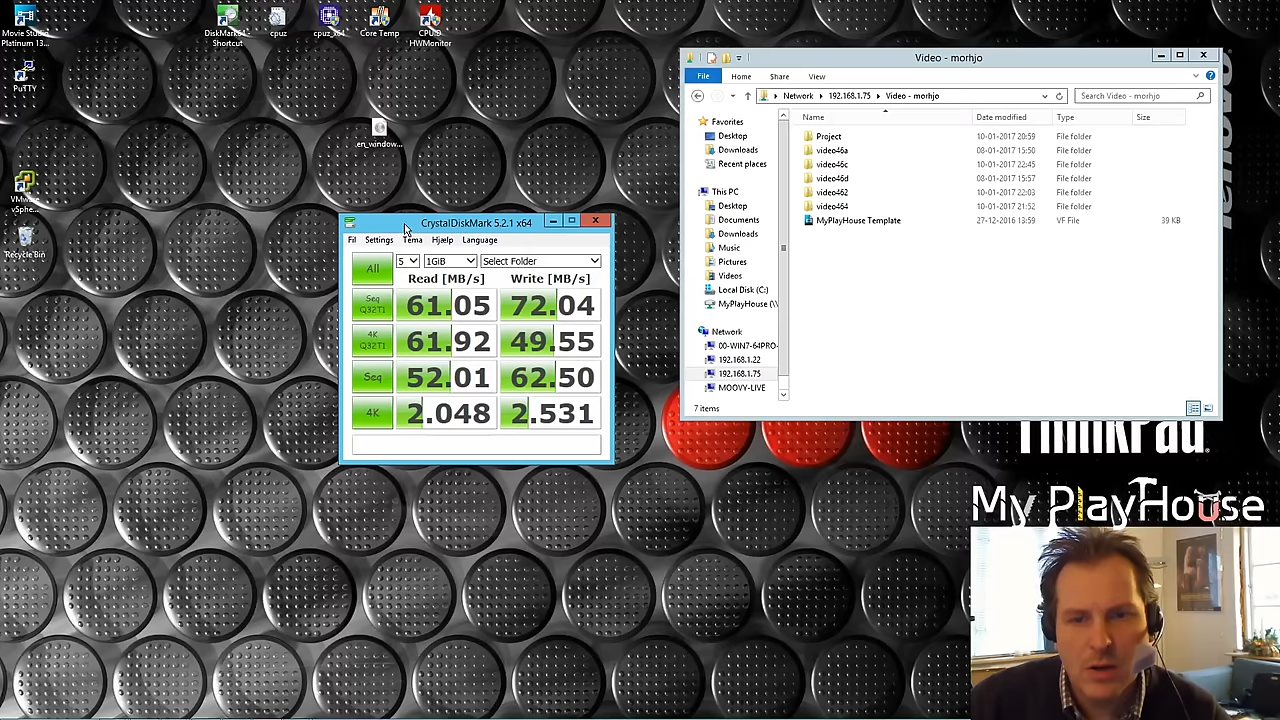 Movie Studio
Platinum 13...
DiskMark64 -
Shortcut
cpuz
cpuz_x64
Core Temp
CPUID
HWMonitor
PuTTY
_en_window...
VMware
vSphe...
Recycle Bin
CrystalDiskMark 5.2.1 x64
Fil Settings Tema Hjælp Language
All 5 1GiB Select Folder
Read [MB/s] Write [MB/s]
Seq
Q32T1
61.05 72.04
4K
Q32T1
61.92 49.55
Seq 52.01 62.50
4K 2.048 2.531
Video - morhjo
File Home Share View
Network 192.168.1.75 Video - morhjo Search Video - morhjo
Favorites
Desktop
Downloads
Recent places
This PC
Desktop
Documents
Downloads
Music
Pictures
Videos
Local Disk (C:)
MyPlayHouse (\\
Network
00-WIN7-64PRO-
192.168.1.22
192.168.1.75
MOOVY-LIVE
Name Date modified Type Size
Project 10-01-2017 20:59 File folder
video46a 08-01-2017 15:50 File folder
video46c 10-01-2017 22:45 File folder
video46d 08-01-2017 15:57 File folder
video462 10-01-2017 22:03 File folder
video464 10-01-2017 21:52 File folder
MyPlayHouse Template 27-12-2016 13:59 VF File 39 KB
7 items
ThinkPad
My PlayHouse